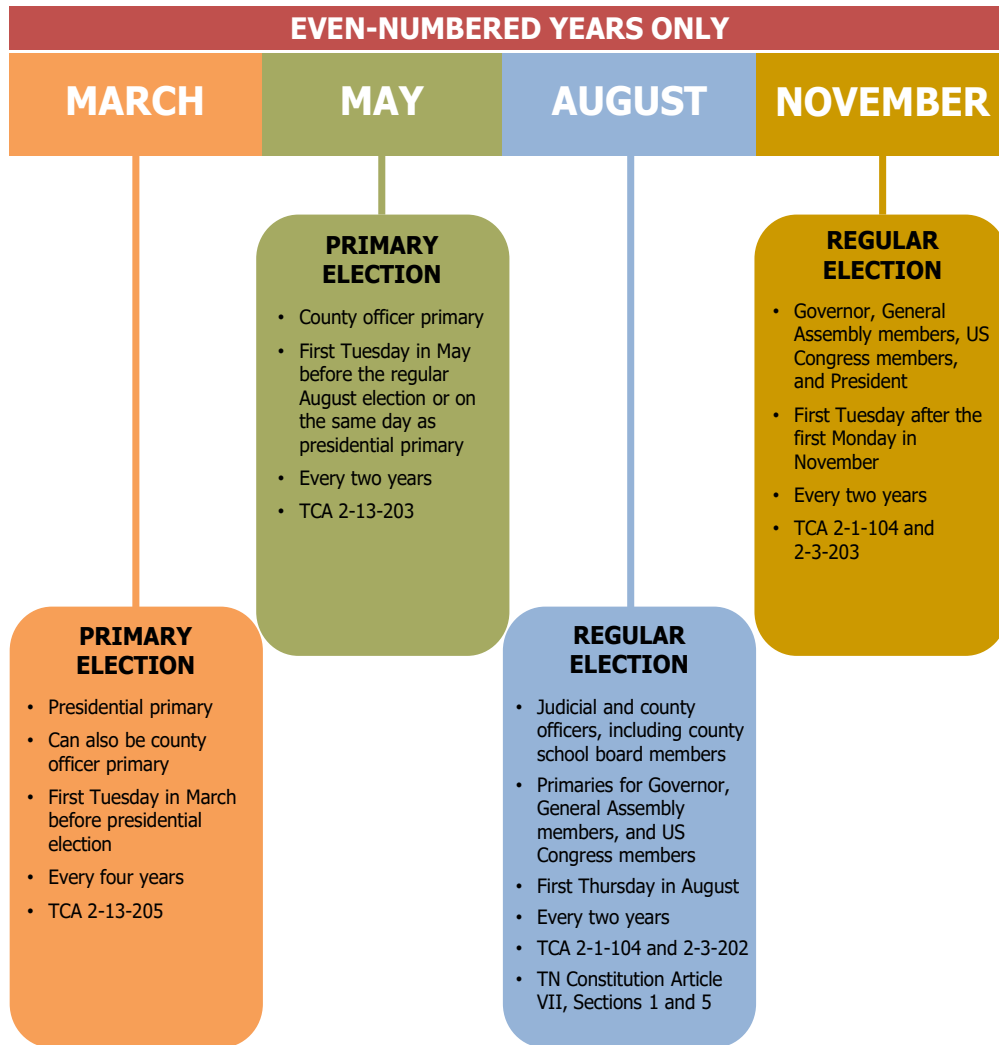 EVEN-NUMBERED YEARS ONLY
MARCH
MAY
AUGUST
NOVEMBER
PRIMARY
ELECTION
• County officer primary
• First Tuesday in May
before the regular
August election or on
the same day as
presidential primary
• Every two years
• TCA 2-13-203
REGULAR
ELECTION
• Governor, General
Assembly members, US
Congress members,
and President
• First Tuesday after the
first Monday in
November
• Every two years
• TCA 2-1-104 and
2-3-203
PRIMARY
ELECTION
• Presidential primary
• Can also be county
officer primary
• First Tuesday in March
before presidential
election
• Every four years
• TCA 2-13-205
REGULAR
ELECTION
• Judicial and county
officers, including county
school board members
• Primaries for Governor,
General Assembly
members, and US
Congress members
• First Thursday in August
• Every two years
• TCA 2-1-104 and 2-3-202
• TN Constitution Article
VII, Sections 1 and 5